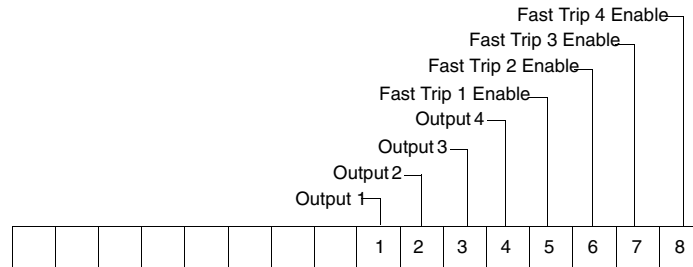 Fast Trip 4 Enable
Fast Trip 3 Enable
Fast Trip 2 Enable
Fast Trip 1 Enable
Output 4
Output 3
Output 2
Output 1
1 2 3 4 5 6 7 8